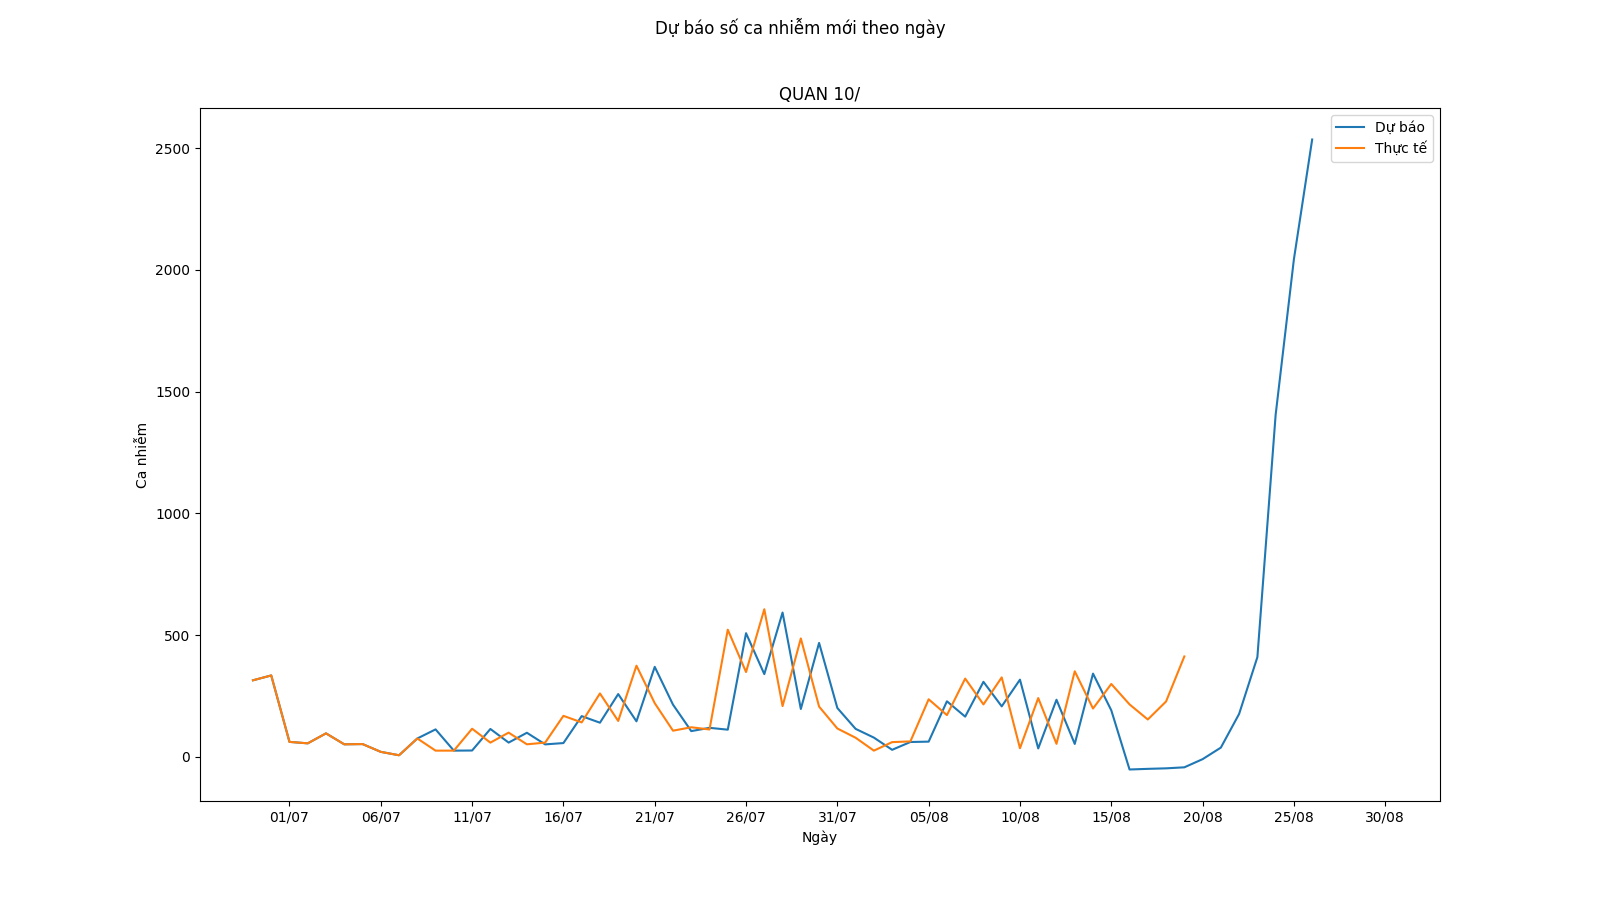 Dự báo số ca nhiễm mới theo ngày
QUAN 10/
Dự báo
Thực tế
2500
2000
1500
1000
500
0
Ca nhiễm
01/07 06/07 11/07 16/07 21/07 26/07 31/07 05/08 10/08 15/08 20/08 25/08 30/08
Ngày